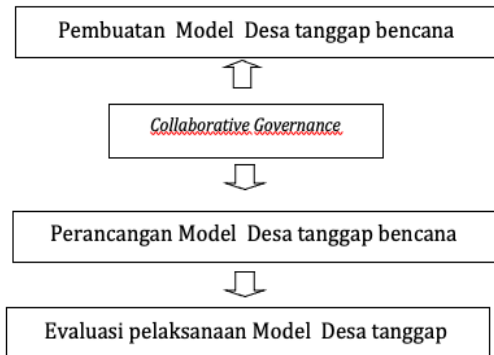 Pembuatan Model Desa tanggap bencana
Collaborative Governance
Perancangan Model Desa tanggap bencana
Evaluasi pelaksanaan Model Desa tanggap